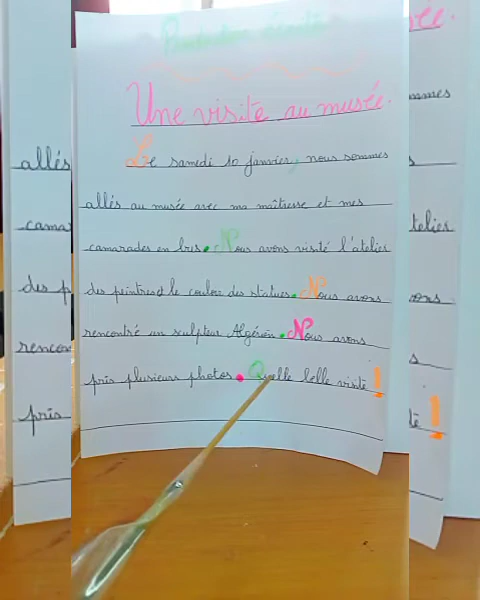 Production écrite
Une visite au musée.
Le samedi 10 janvier, nous sommes
allés au musée avec ma maîtresse et mes
camarades en bus. Nous avons visité l'atelier
des peintres et le couloir des statues. Nous avons
rencontré un sculpteur Algérien. Nous avons
pris plusieurs photos. Quelle belle visite !